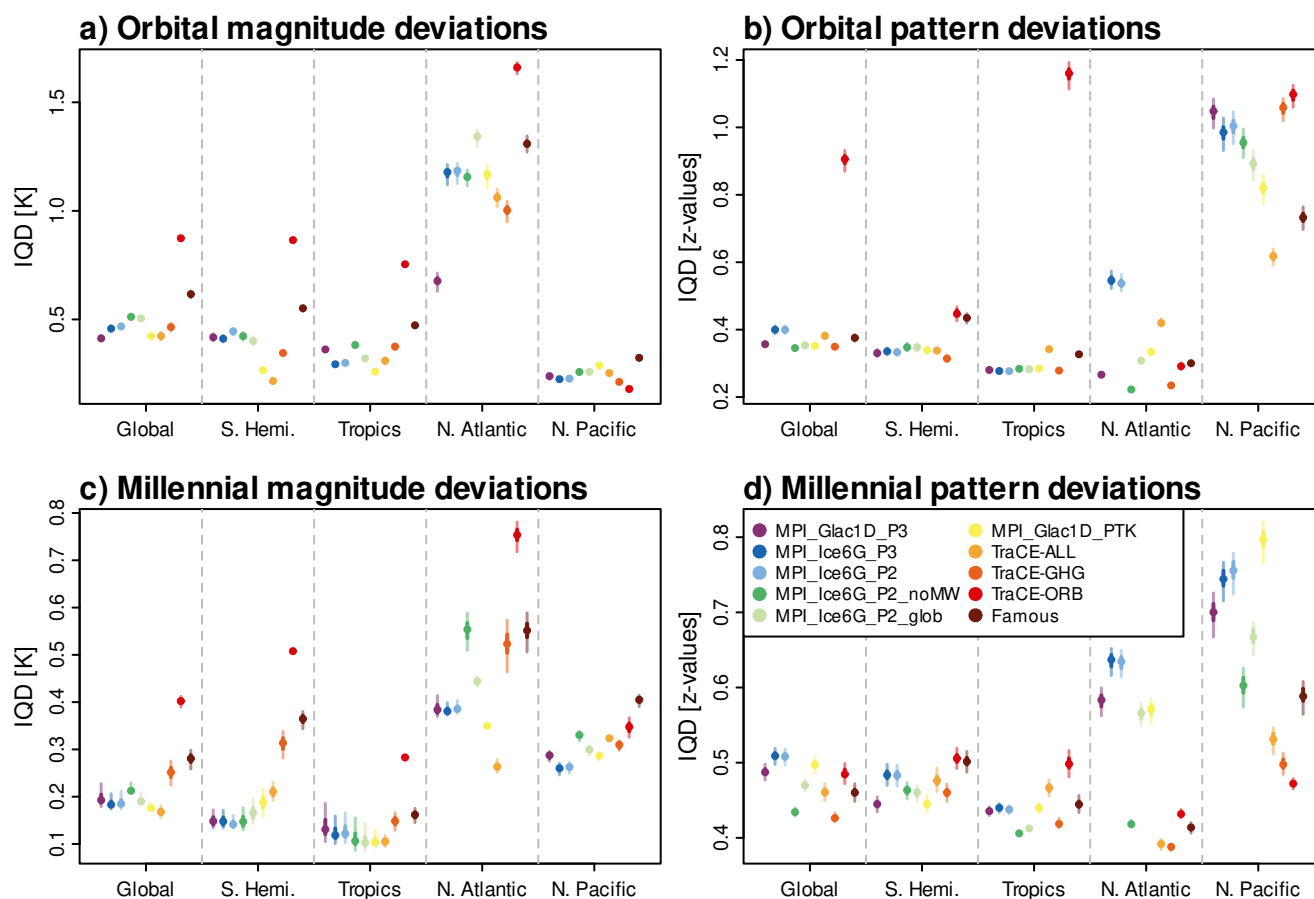 a) Orbital magnitude deviations
IQD [K]
1.5
1.0
0.5
Global S. Hemi. Tropics N. Atlantic N. Pacific
b) Orbital pattern deviations
IQD [z-values]
1.2
1.0
0.8
0.6
0.4
0.2
Global S. Hemi. Tropics N. Atlantic N. Pacific
c) Millennial magnitude deviations
IQD [K]
0.8
0.7
0.6
0.5
0.4
0.3
0.2
0.1
Global S. Hemi. Tropics N. Atlantic N. Pacific
d) Millennial pattern deviations
IQD [z-values]
0.8
0.7
0.6
0.5
0.4
MPI_Glac1D_P3
MPI_Ice6G_P3
MPI_Ice6G_P2
MPI_Ice6G_P2_noMW
MPI_Ice6G_P2_glob
MPI_Glac1D_PTK
TraCE-ALL
TraCE-GHG
TraCE-ORB
Famous
Global S. Hemi. Tropics N. Atlantic N. Pacific